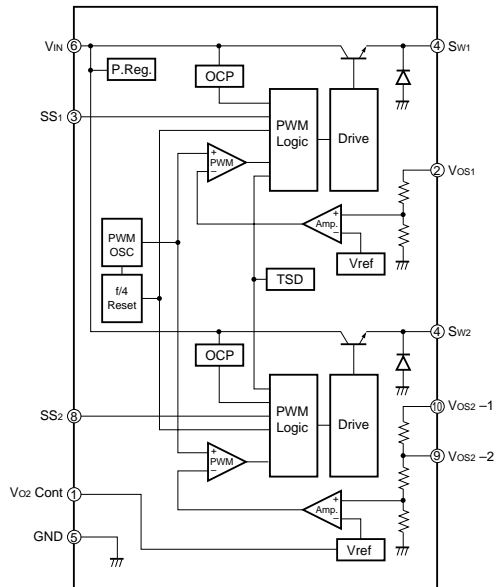 VIN ⑥
④ SW1
P.Reg.
OCP
SS1 ③
PWM Logic
Drive
+
PWM
−
② VOS1
PWM OSC
+
Amp.
−
f/4 Reset
Vref
TSD
④ SW2
OCP
PWM Logic
Drive
⑩ VOS2 –1
SS2 ⑧
+
PWM
−
⑨ VOS2 –2
VO2 Cont ①
+
Amp.
−
GND ⑤
Vref